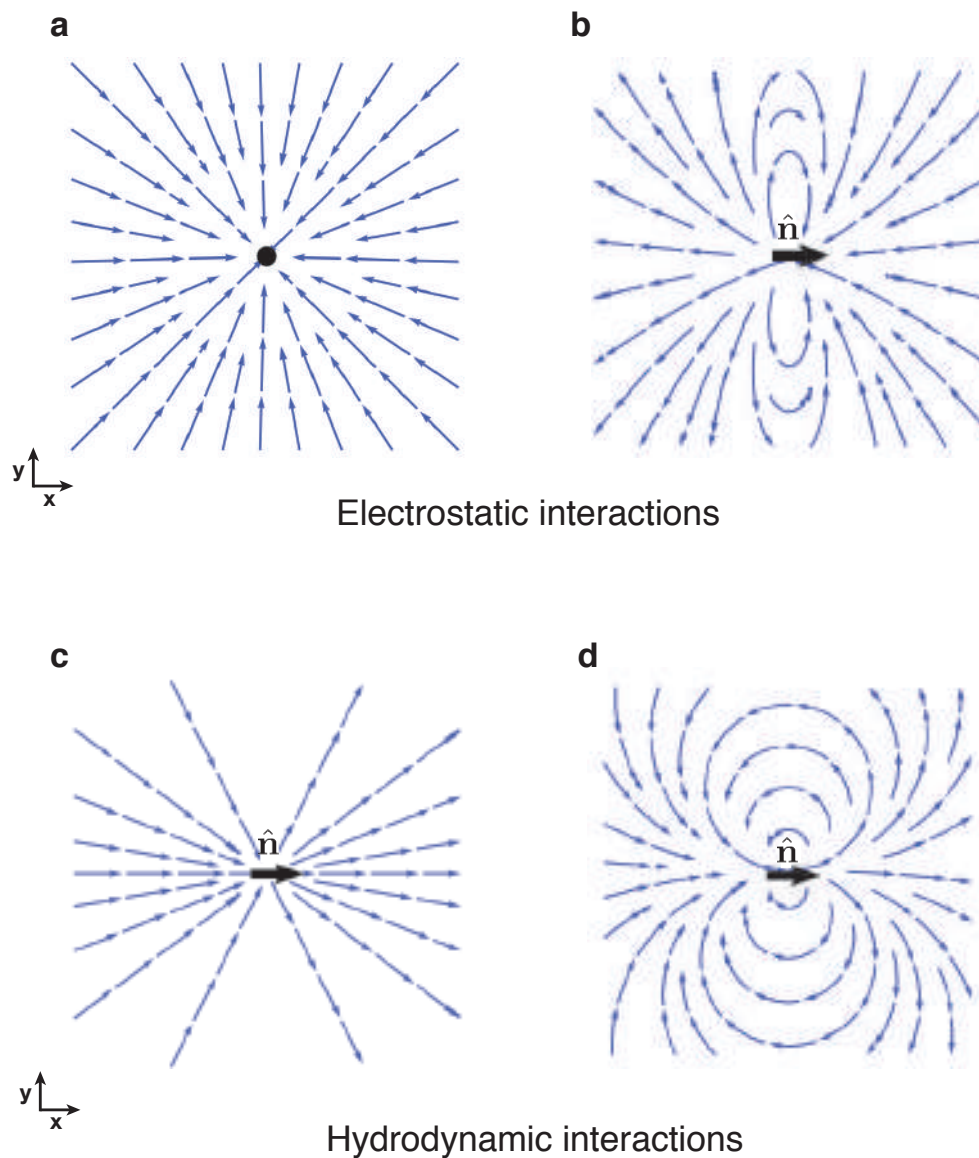 a
b
n̂
y
x
Electrostatic interactions
c
d
n̂
n̂
y
x
Hydrodynamic interactions